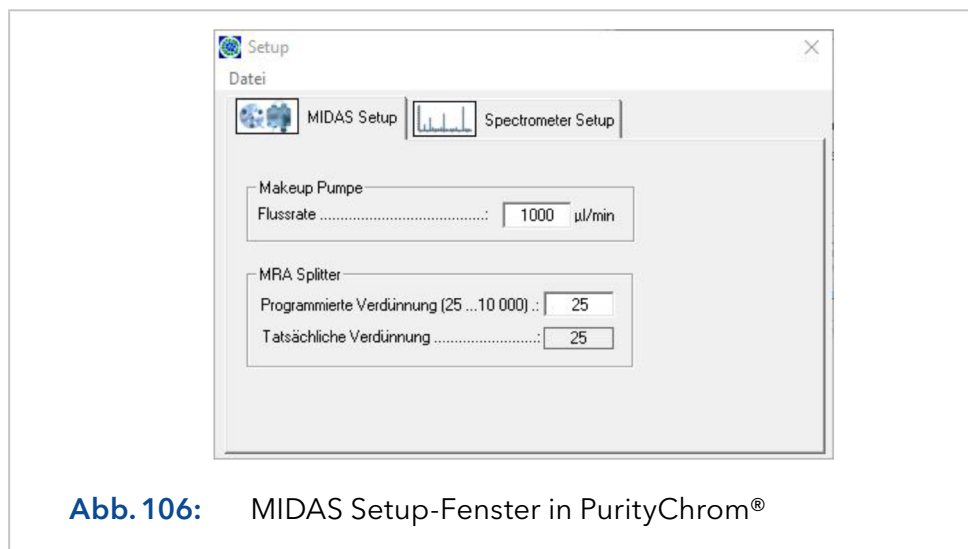 Setup
Datei
MIDAS Setup
Spectrometer Setup
Makeup Pumpe
Flussrate .......................................: 1000 µl/min
MRA Splitter
Programmierte Verdünnung (25 ...10 000) .: 25
Tatsächliche Verdünnung .........................: 25
Abb. 106: MIDAS Setup-Fenster in PurityChrom®